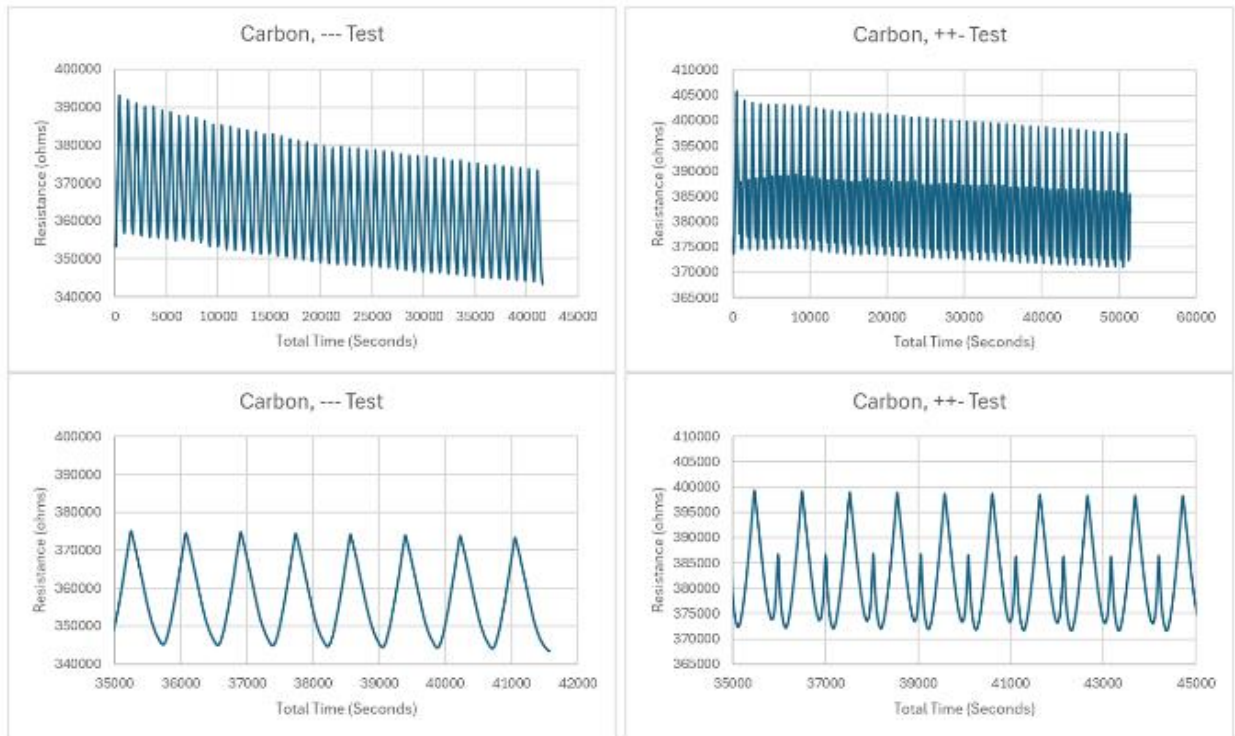 Carbon, --- Test
400000
390000
380000
370000
360000
350000
340000
Resistance (ohms)
0 5000 10000 15000 20000 25000 30000 35000 40000 45000
Total Time (Seconds)
Carbon, ++- Test
410000
405000
400000
395000
390000
385000
380000
375000
370000
365000
Resistance (ohms)
0 10000 20000 30000 40000 50000 60000
Total Time (Seconds)
Carbon, --- Test
400000
390000
380000
370000
360000
350000
340000
Resistance (ohms)
35000 36000 37000 38000 39000 40000 41000 42000
Total Time (Seconds)
Carbon, ++- Test
410000
405000
400000
395000
390000
385000
380000
375000
370000
365000
Resistance (ohms)
35000 37000 39000 41000 43000 45000
Total Time (Seconds)